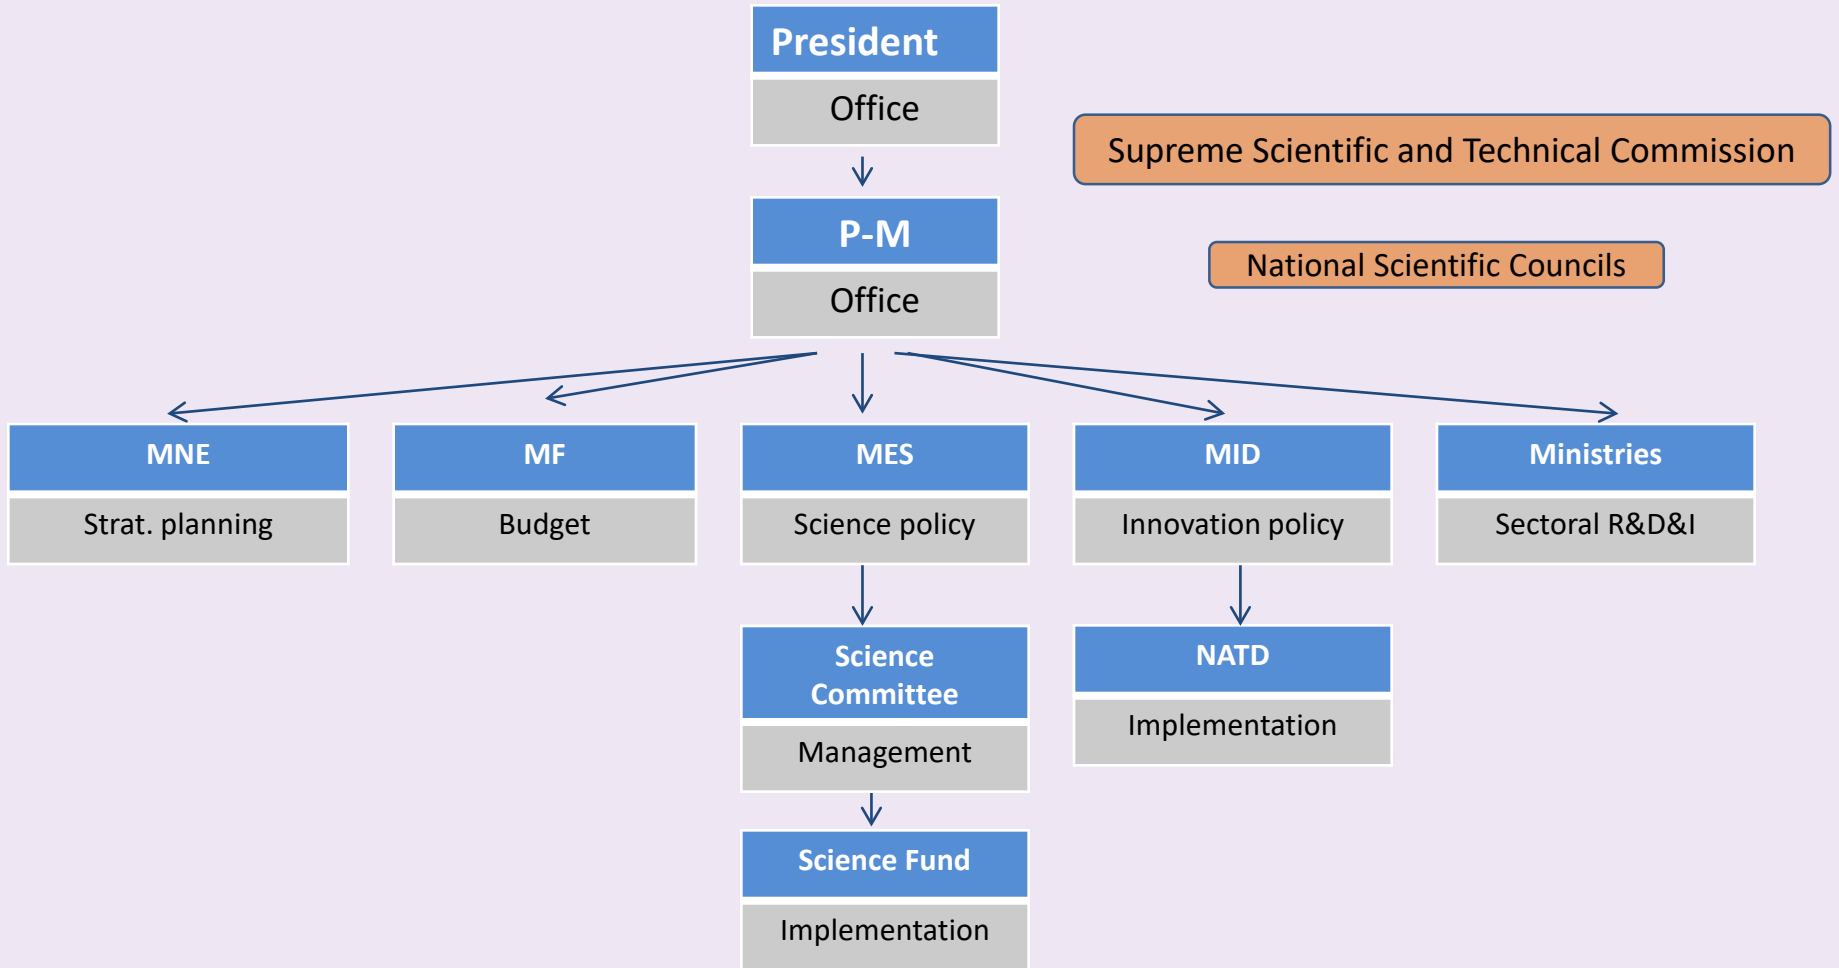 President
Office
Supreme Scientific and Technical Commission
P-M
Office
National Scientific Councils
MNE
Strat. planning
MF
Budget
MES
Science policy
MID
Innovation policy
Ministries
Sectoral R&D&I
Science
Committee
Management
NATD
Implementation
Science Fund
Implementation